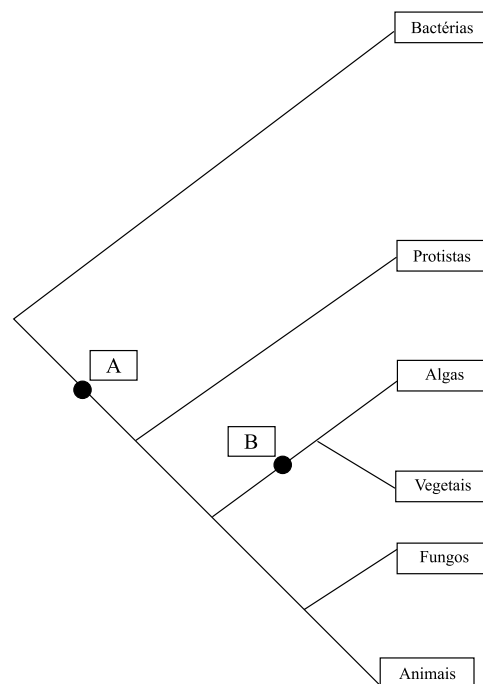 Bactérias
Protistas
A
Algas
B
Vegetais
Fungos
Animais